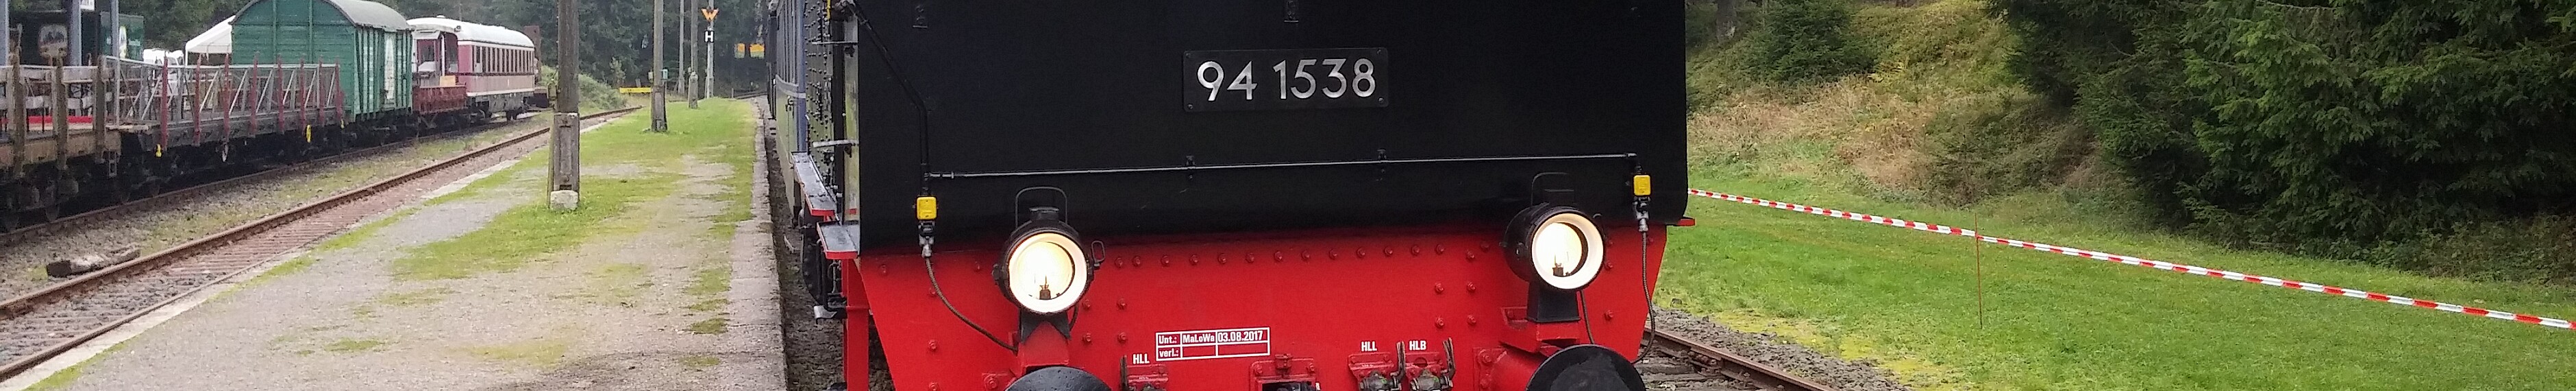 W
H
94 1538
Unt.: MaLoWa 03.08.2017
verl.:
HLL
HLL HLB